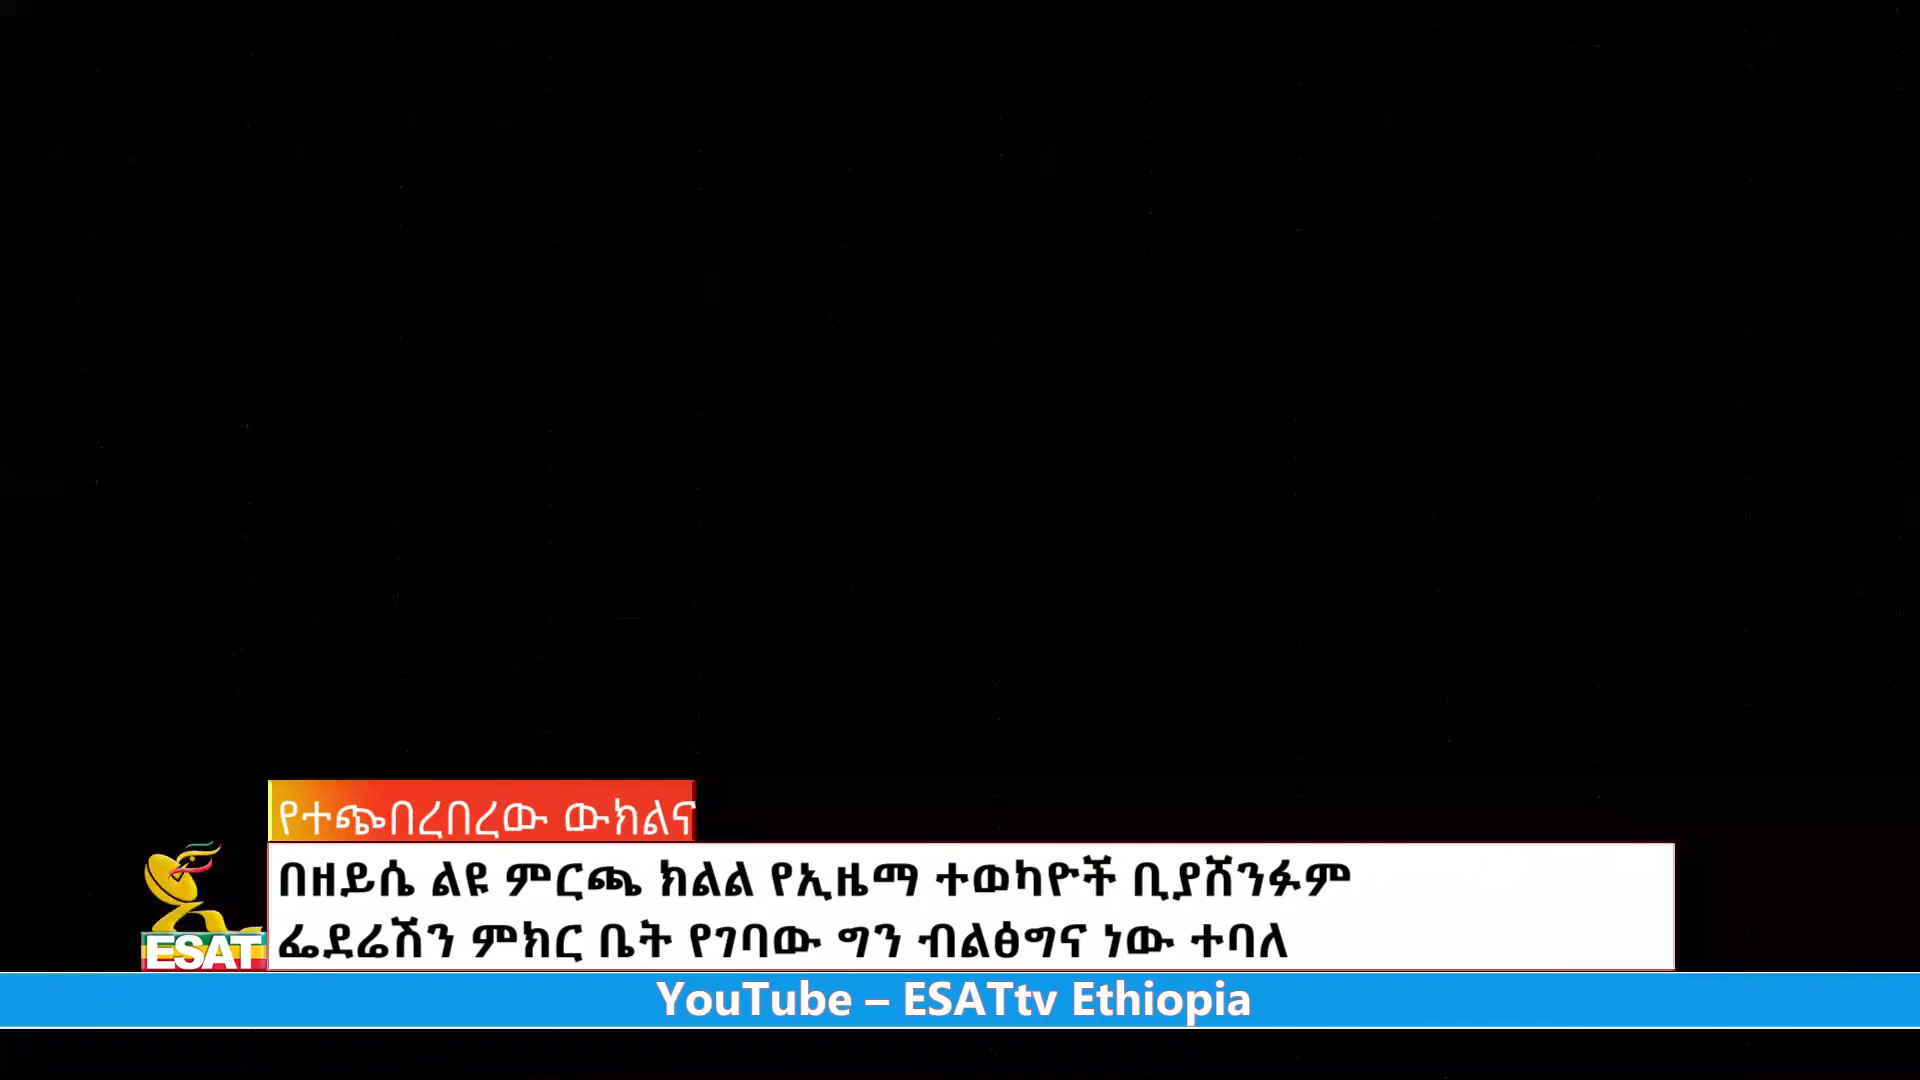 የተጭበረበረው ውክልና
በዘይሴ ልዩ ምርጫ ክልል የኢዜማ ተወካዮች ቢያሸንፉም
ፌደሬሽን ምክር ቤት የገባው ግን ብልፅግና ነው ተባለ
ESAT
YouTube – ESATtv Ethiopia